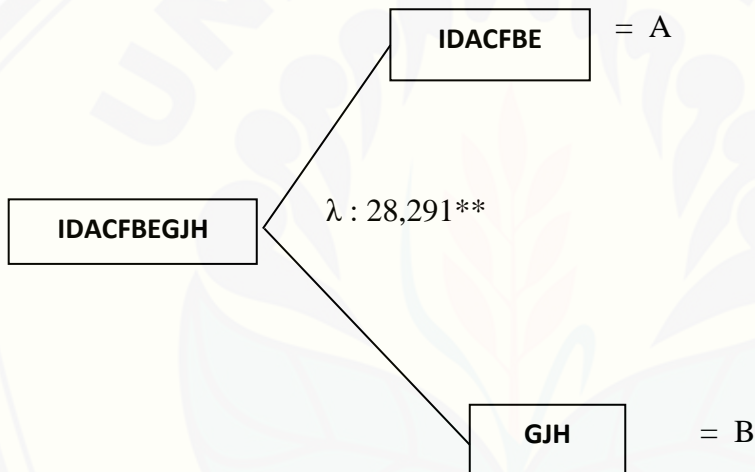 IDACFBE = A
λ : 28,291**
IDACFBEGJH
GJH = B